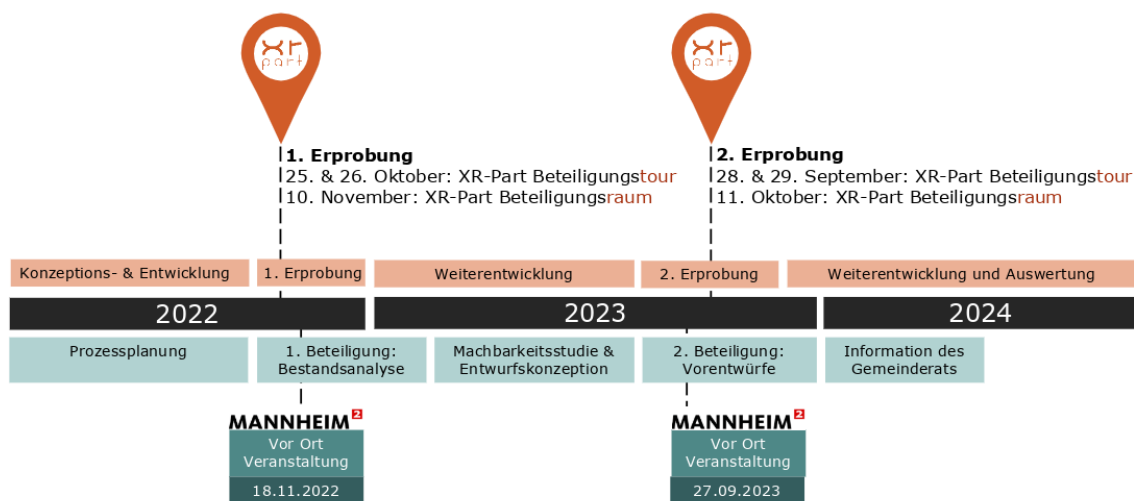 xr
part
xr
part
1. Erprobung
25. & 26. Oktober: XR-Part Beteiligungstour
10. November: XR-Part Beteiligungsraum
2. Erprobung
28. & 29. September: XR-Part Beteiligungstour
11. Oktober: XR-Part Beteiligungsraum
Konzeptions- & Entwicklung
1. Erprobung
Weiterentwicklung
2. Erprobung
Weiterentwicklung und Auswertung
2022
2023
2024
Prozessplanung
1. Beteiligung:
Bestandsanalyse
Machbarkeitsstudie &
Entwurfskonzeption
2. Beteiligung:
Vorentwürfe
Information des
Gemeinderats
MANNHEIM 2
Vor Ort
Veranstaltung
18.11.2022
MANNHEIM 2
Vor Ort
Veranstaltung
27.09.2023